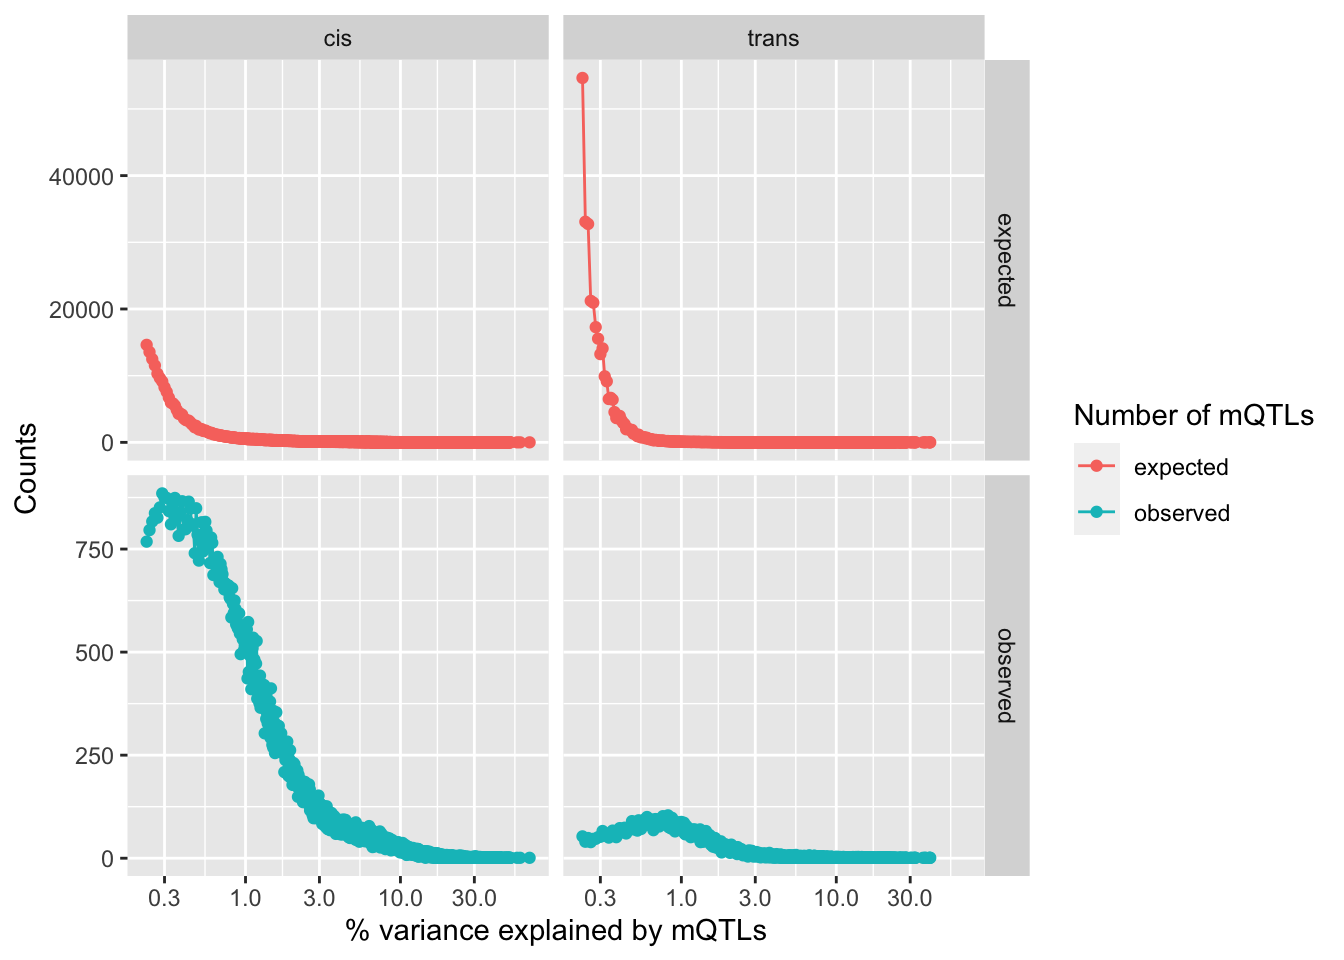 cis
trans
Counts
40000
20000
0
expected
750
500
250
0
observed
0.3 1.0 3.0 10.0 30.0
0.3 1.0 3.0 10.0 30.0
% variance explained by mQTLs
Number of mQTLs
expected
observed